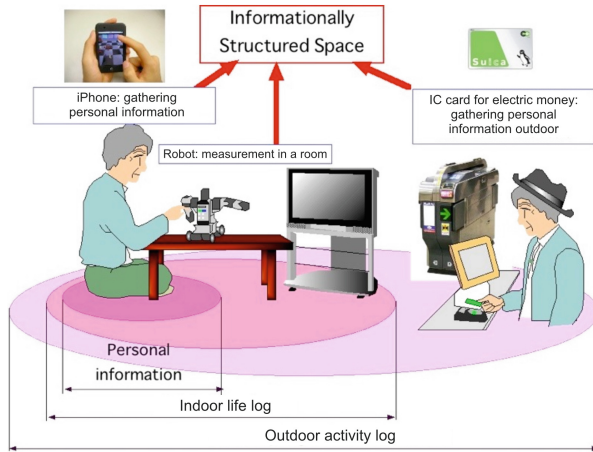 Informationally
Structured Space
Suica
iPhone: gathering
personal information
IC card for electric money:
gathering personal
information outdoor
Robot: measurement in a room
Personal
information
Indoor life log
Outdoor activity log